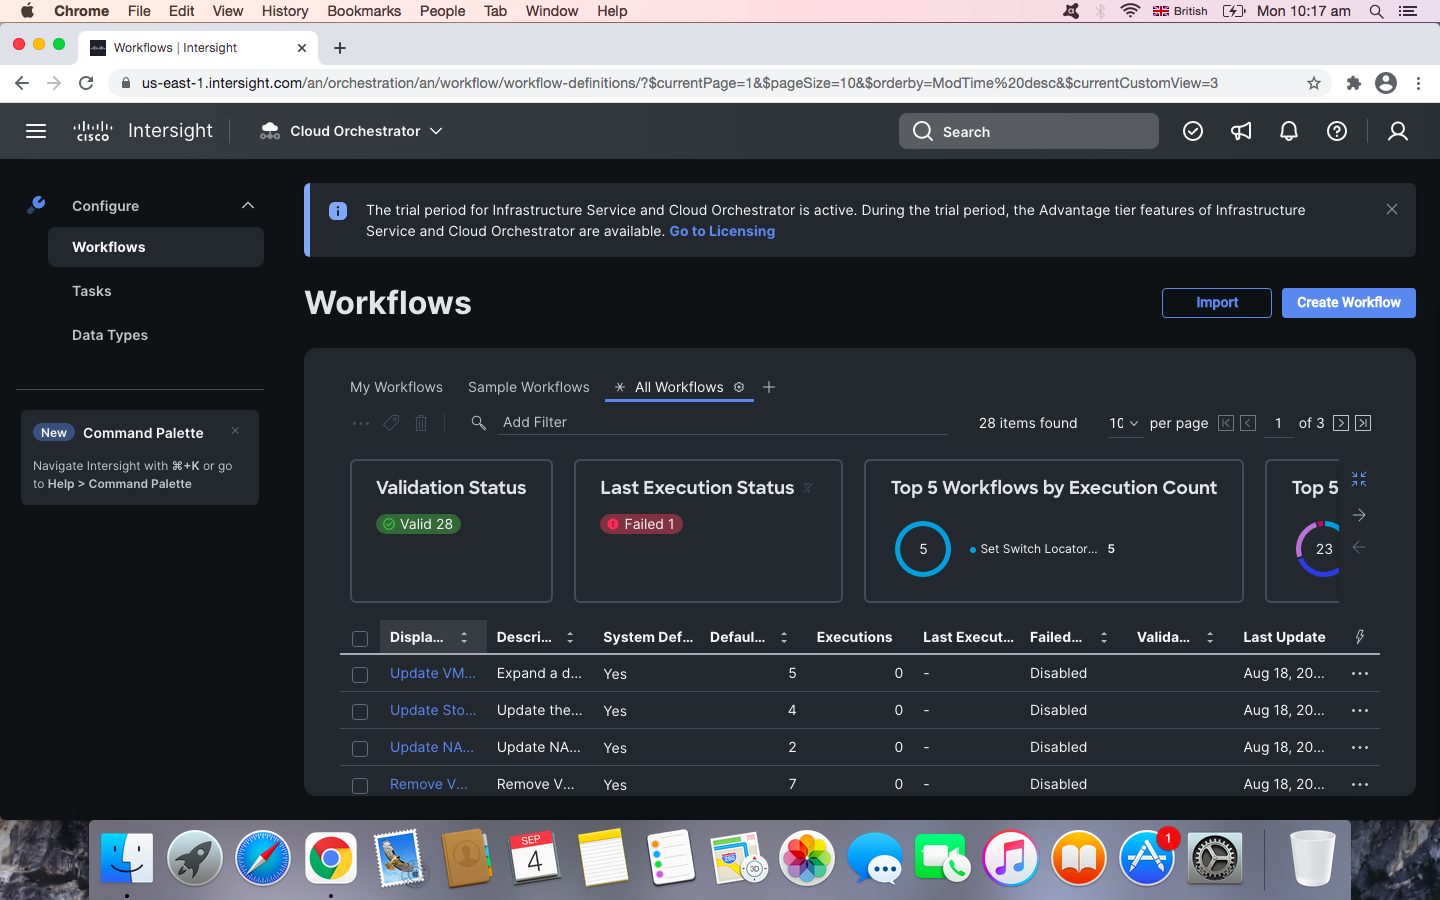 Chrome File Edit View History Bookmarks People Tab Window Help British Mon 10:17 am
Workflows | Intersight
us-east-1.intersight.com/an/orchestration/an/workflow/workflow-definitions/?$currentPage=1&$pageSize=10&$orderby=ModTime%20desc&$currentCustomView=3
CISCO Intersight Cloud Orchestrator Search
Configure
Workflows
Tasks
Data Types
New Command Palette
Navigate Intersight with ⌘+K or go
to Help > Command Palette
The trial period for Infrastructure Service and Cloud Orchestrator is active. During the trial period, the Advantage tier features of Infrastructure
Service and Cloud Orchestrator are available. Go to Licensing
Workflows Import Create Workflow
My Workflows Sample Workflows All Workflows
Add Filter 28 items found 10 per page 1 of 3
Validation Status
Valid 28
Last Execution Status
Failed 1
Top 5 Workflows by Execution Count
5 Set Switch Locator... 5
Top 5
23
Displa... Descri... System Def... Defaul... Executions Last Execut... Failed... Valida... Last Update
Update VM... Expand a d... Yes 5 0 - Disabled Aug 18, 20...
Update Sto... Update the... Yes 4 0 - Disabled Aug 18, 20...
Update NA... Update NA... Yes 2 0 - Disabled Aug 18, 20...
Remove V... Remove V... Yes 7 0 - Disabled Aug 18, 20...
SEP
4
280
3D
1